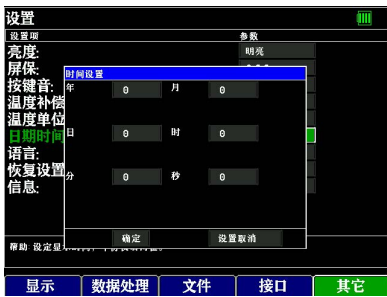 设置
设置项 参数
亮度: 明亮
屏保:
按键音:
温度补偿
温度单位
日期时间
语言:
恢复设置
信息:
时间设置
年 0 月 0
日 0 时 0
分 0 秒 0
确定 设置取消
帮助 设定显
显示 数据处理 文件 接口 其它